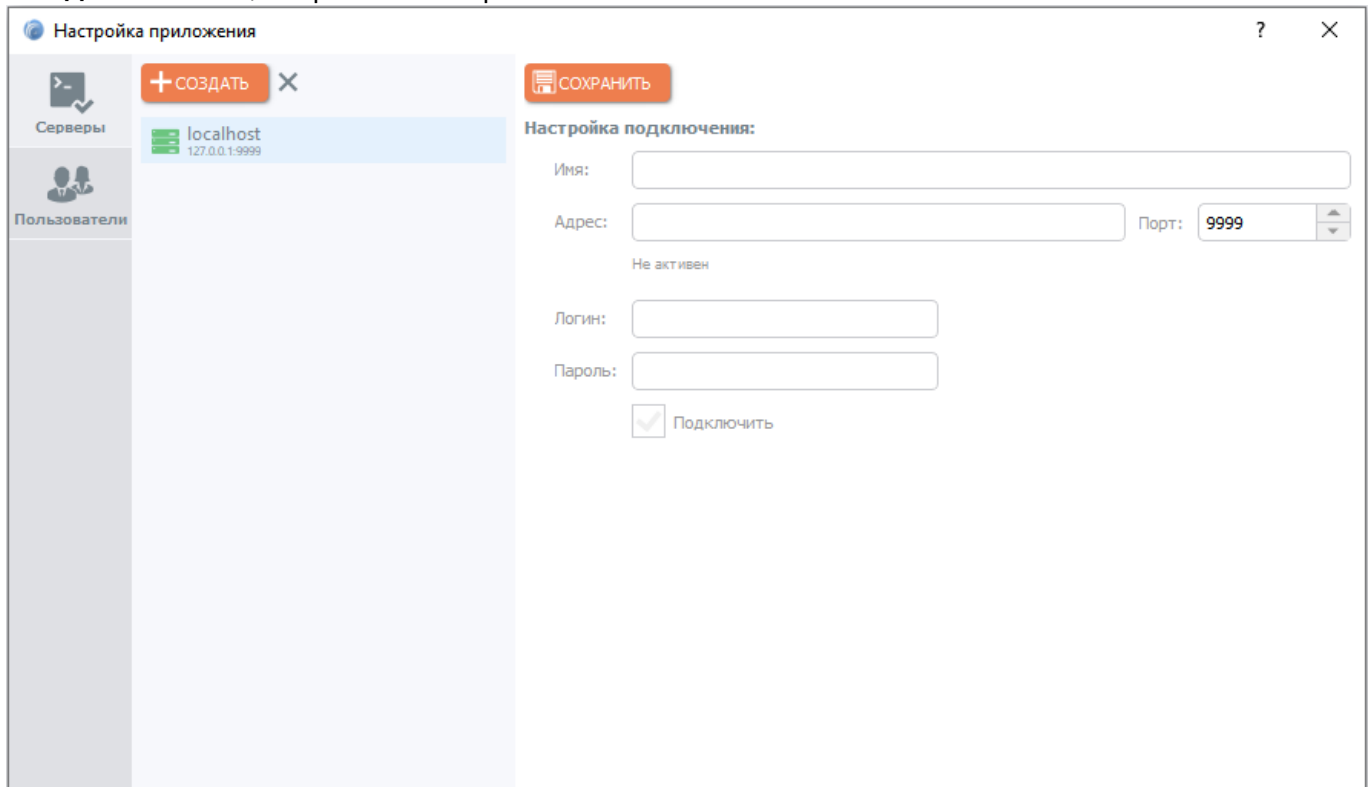 Настройка приложения
?
Серверы
Пользователи
СОЗДАТЬ
localhost
127.0.0.1:9999
СОХРАНИТЬ
Настройка подключения:
Имя:
Адрес:
Порт: 9999
Не активен
Логин:
Пароль:
Подключить